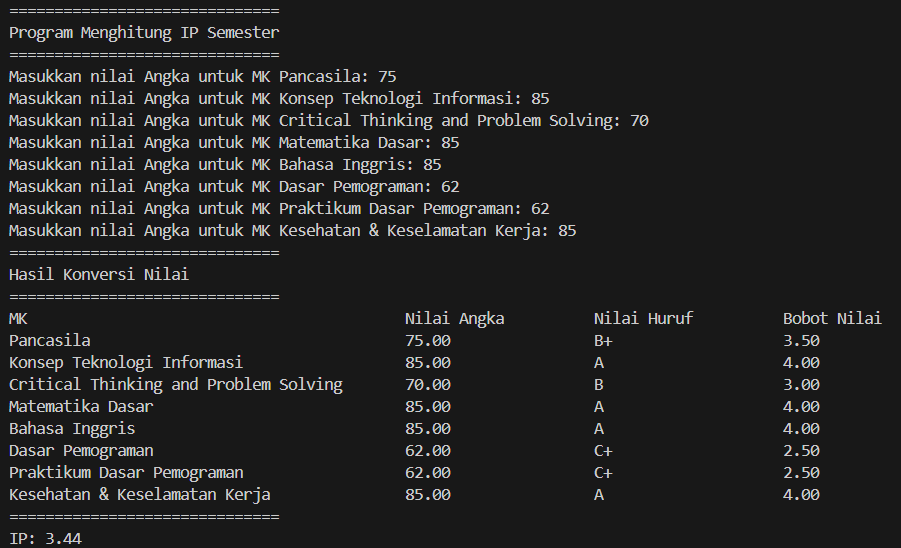 ==============================
Program Menghitung IP Semester
==============================
Masukkan nilai Angka untuk MK Pancasila: 75
Masukkan nilai Angka untuk MK Konsep Teknologi Informasi: 85
Masukkan nilai Angka untuk MK Critical Thinking and Problem Solving: 70
Masukkan nilai Angka untuk MK Matematika Dasar: 85
Masukkan nilai Angka untuk MK Bahasa Inggris: 85
Masukkan nilai Angka untuk MK Dasar Pemograman: 62
Masukkan nilai Angka untuk MK Praktikum Dasar Pemograman: 62
Masukkan nilai Angka untuk MK Kesehatan & Keselamatan Kerja: 85
==============================
Hasil Konversi Nilai
==============================
MK                                          Nilai Angka          Nilai Huruf          Bobot Nilai
Pancasila                                   75.00                B+                   3.50
Konsep Teknologi Informasi                  85.00                A                    4.00
Critical Thinking and Problem Solving       70.00                B                    3.00
Matematika Dasar                            85.00                A                    4.00
Bahasa Inggris                              85.00                A                    4.00
Dasar Pemograman                            62.00                C+                   2.50
Praktikum Dasar Pemograman                  62.00                C+                   2.50
Kesehatan & Keselamatan Kerja               85.00                A                    4.00
==============================
IP: 3.44